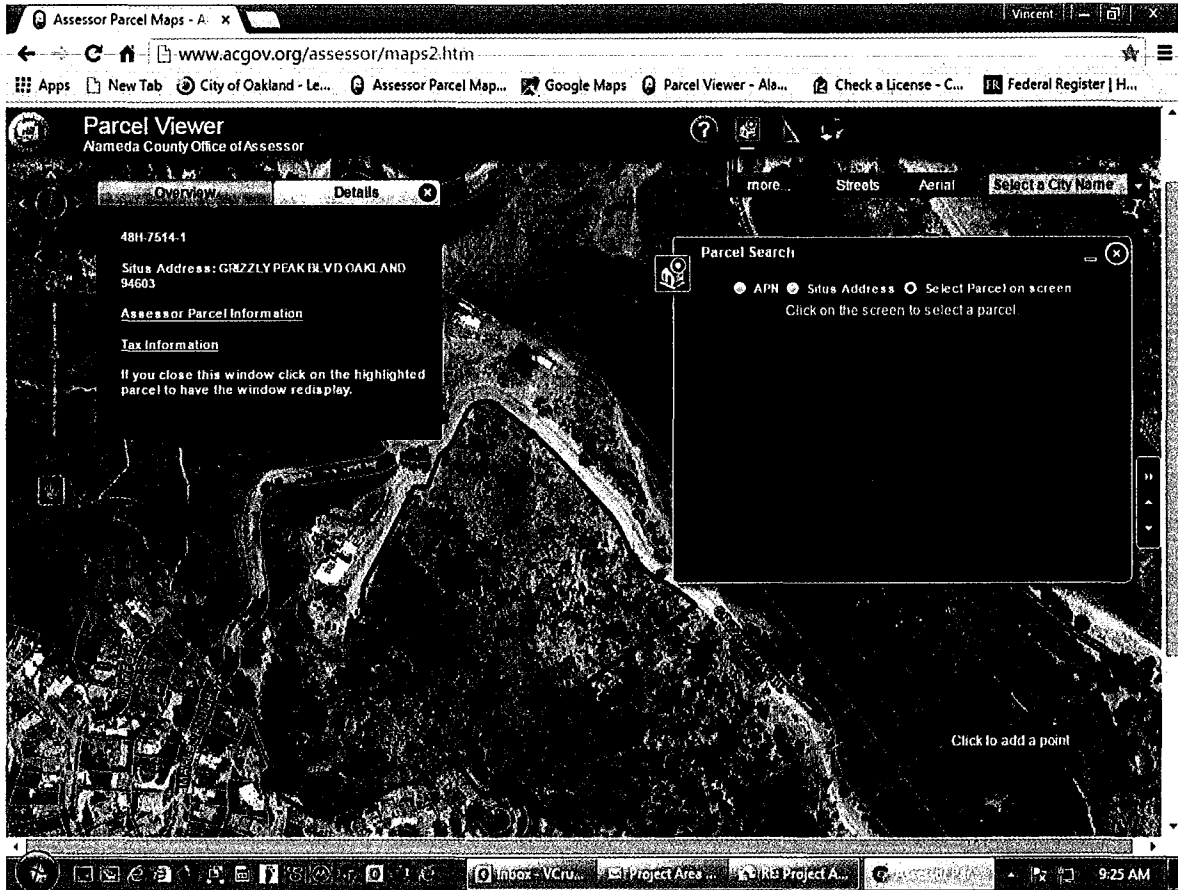 Assessor Parcel Maps - A
Vincent
www.acgov.org/assessor/maps2.htm
Apps New Tab City of Oakland - Le... Assessor Parcel Map... Google Maps Parcel Viewer - Ala... Check a License - C... FR Federal Register | H...
Parcel Viewer
Alameda County Office of Assessor
more... Streets Aerial Select a City Name
Overview Details
48H-7514-1
Situs Address: GRIZZLY PEAK BLVD OAKLAND
94603
Assessor Parcel Information
Tax Information
If you close this window click on the highlighted
parcel to have the window redisplay.
Parcel Search
APN Situs Address Select Parcel on screen
Click on the screen to select a parcel.
Click to add a point
Inbox - VCru... Project Area ... RE: Project A... 9:25 AM